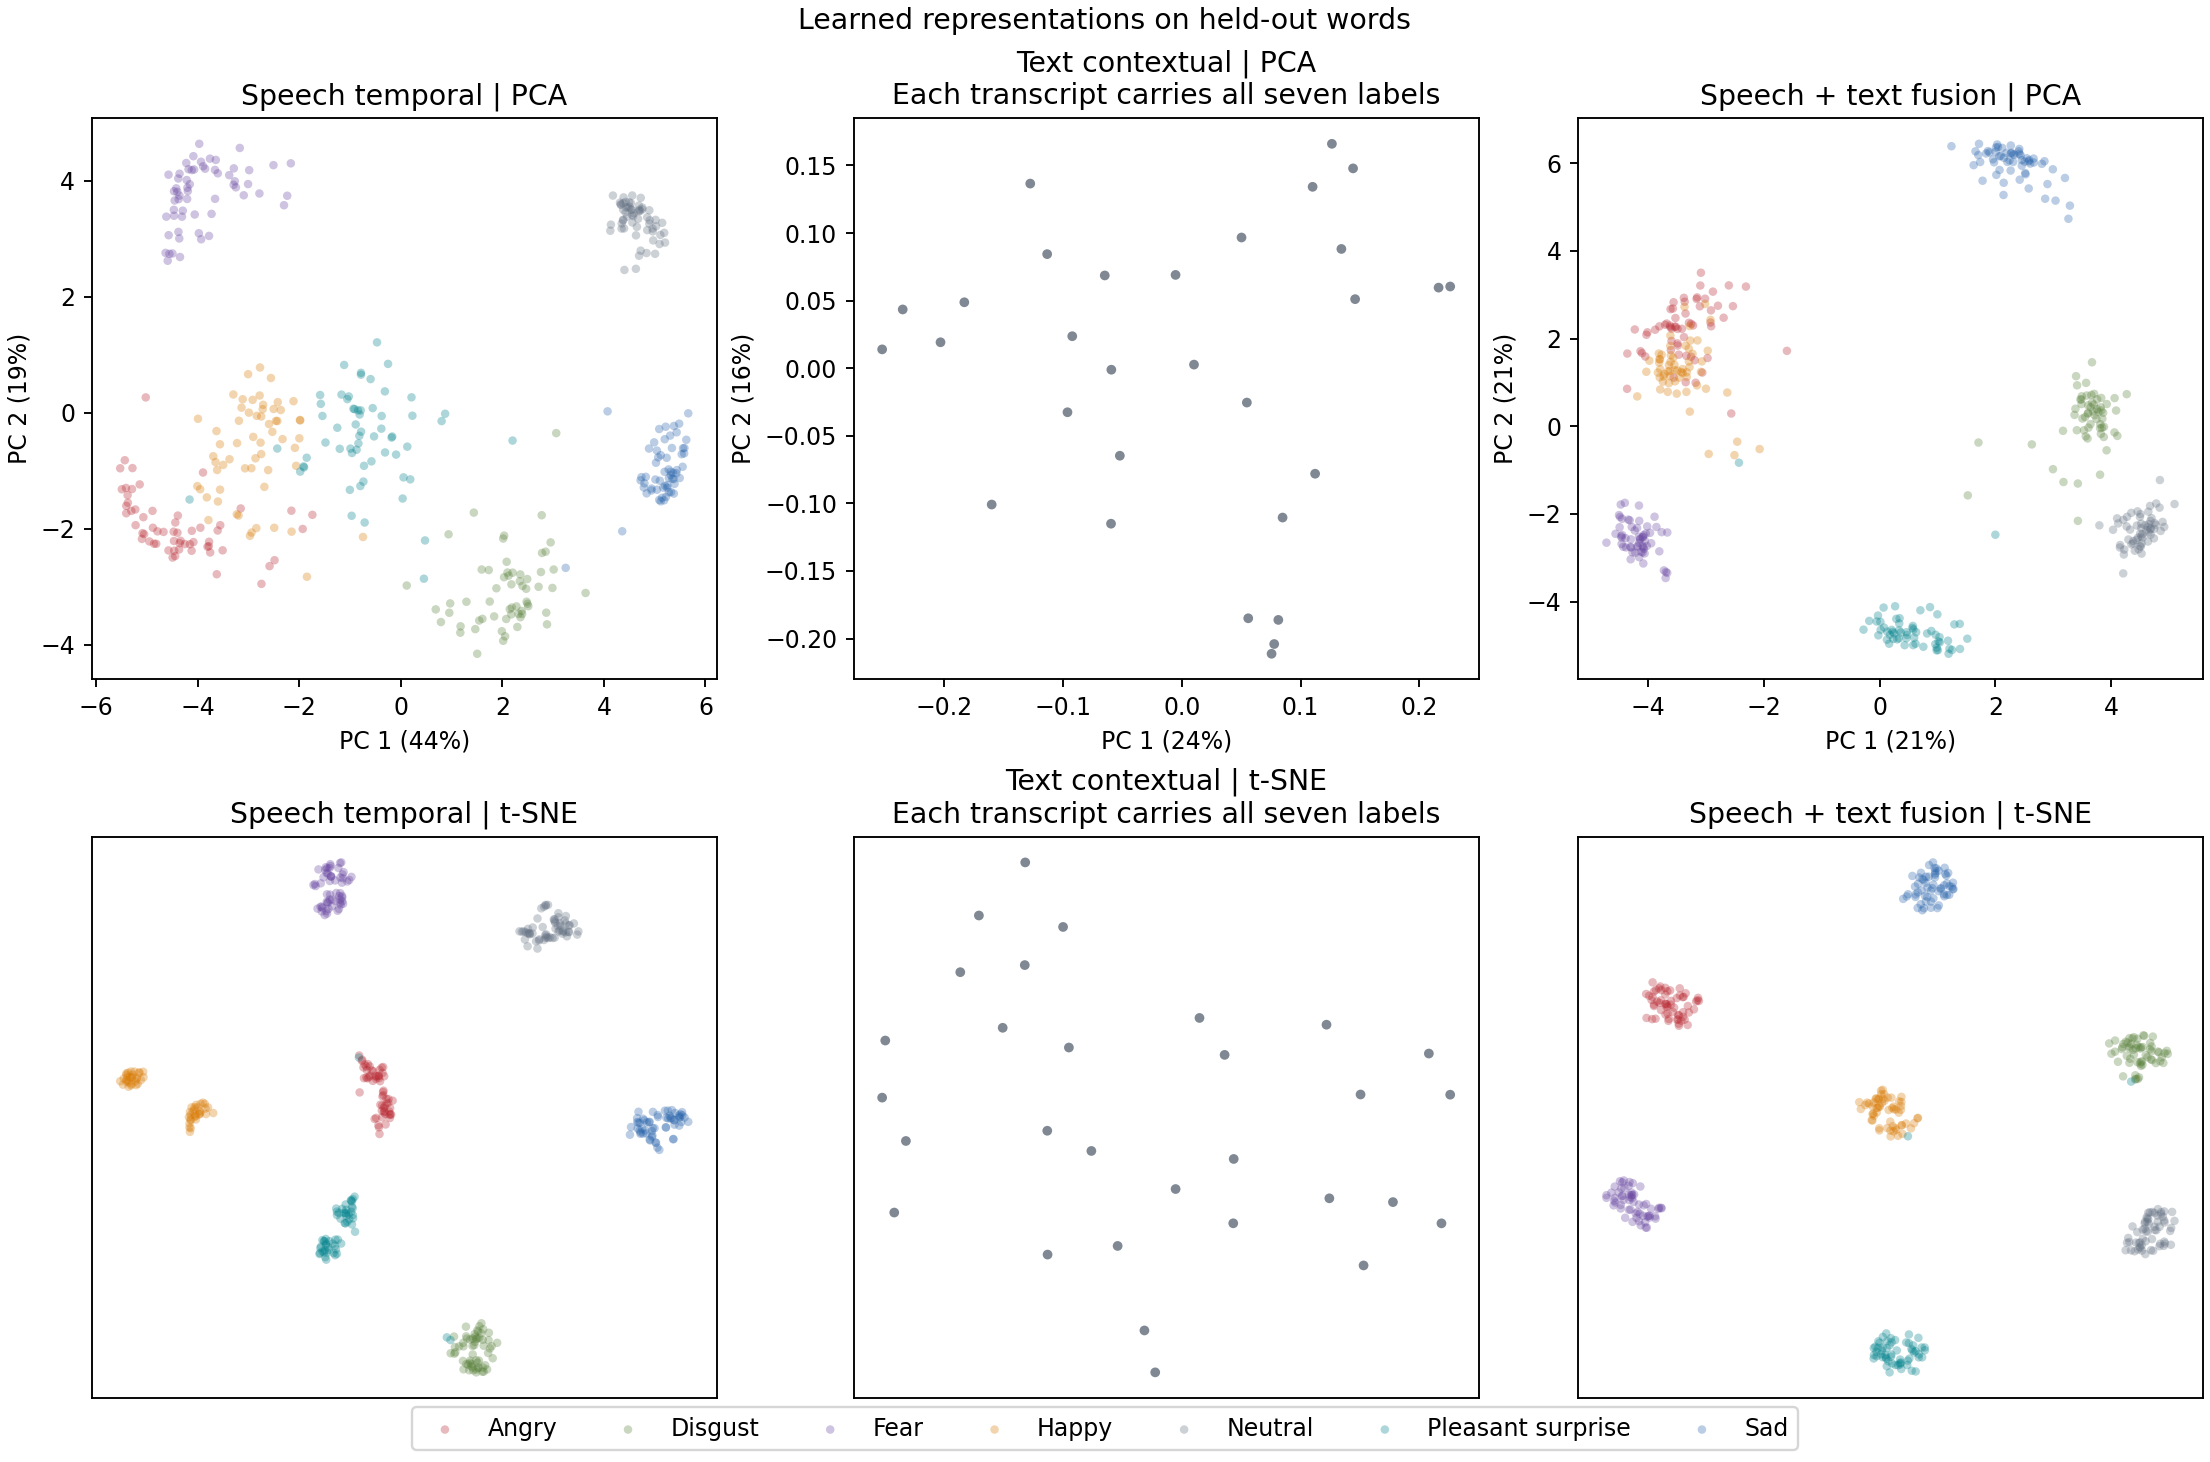 Learned representations on held-out words
Speech temporal | PCA
Text contextual | PCA
Each transcript carries all seven labels
Speech + text fusion | PCA
PC 2 (19%)
4
2
0
−2
−4
−6
−4
−2
0
2
4
6
PC 1 (44%)
PC 2 (16%)
0.15
0.10
0.05
0.00
−0.05
−0.10
−0.15
−0.20
−0.2
−0.1
0.0
0.1
0.2
PC 1 (24%)
PC 2 (21%)
6
4
2
0
−2
−4
−4
−2
0
2
4
PC 1 (21%)
Speech temporal | t-SNE
Text contextual | t-SNE
Each transcript carries all seven labels
Speech + text fusion | t-SNE
Angry
Disgust
Fear
Happy
Neutral
Pleasant surprise
Sad